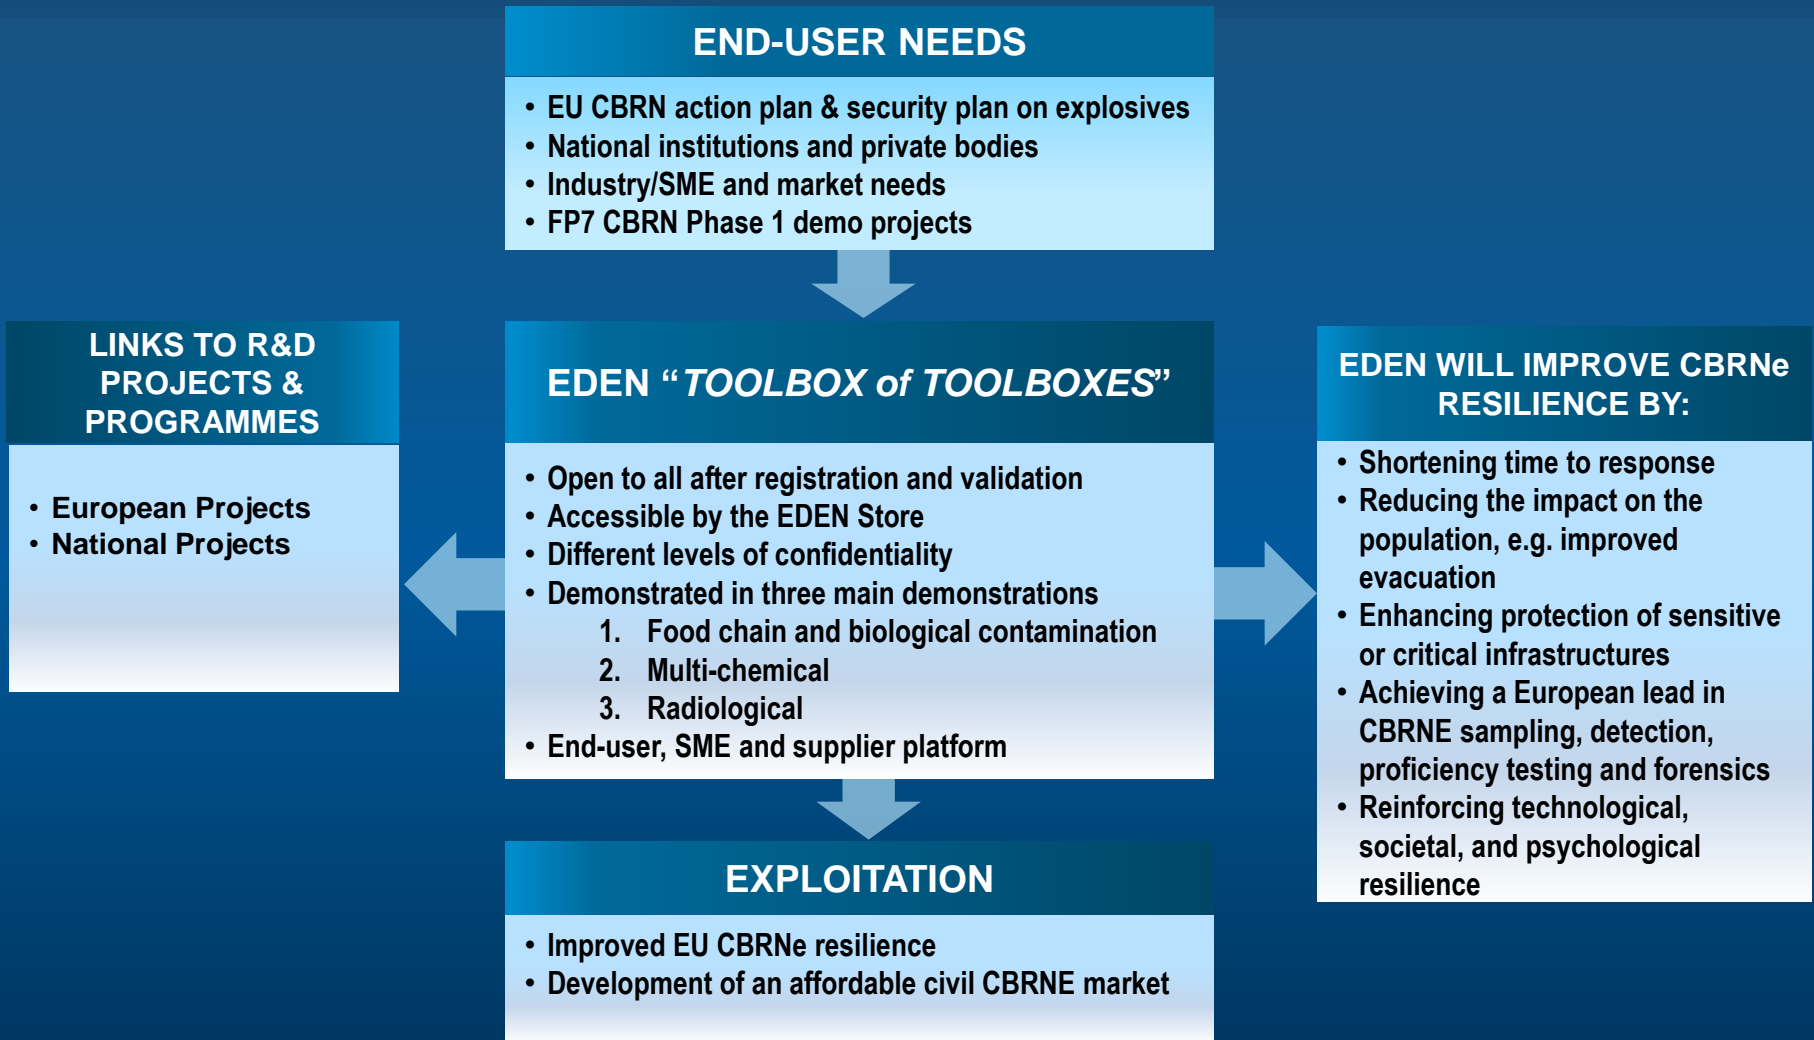 END-USER NEEDS
• EU CBRN action plan & security plan on explosives
• National institutions and private bodies
• Industry/SME and market needs
• FP7 CBRN Phase 1 demo projects
LINKS TO R&D
PROJECTS &
PROGRAMMES
• European Projects
• National Projects
EDEN “TOOLBOX of TOOLBOXES”
• Open to all after registration and validation
• Accessible by the EDEN Store
• Different levels of confidentiality
• Demonstrated in three main demonstrations
1. Food chain and biological contamination
2. Multi-chemical
3. Radiological
• End-user, SME and supplier platform
EDEN WILL IMPROVE CBRNe
RESILIENCE BY:
• Shortening time to response
• Reducing the impact on the
population, e.g. improved
evacuation
• Enhancing protection of sensitive
or critical infrastructures
• Achieving a European lead in
CBRNE sampling, detection,
proficiency testing and forensics
• Reinforcing technological,
societal, and psychological
resilience
EXPLOITATION
• Improved EU CBRNe resilience
• Development of an affordable civil CBRNE market